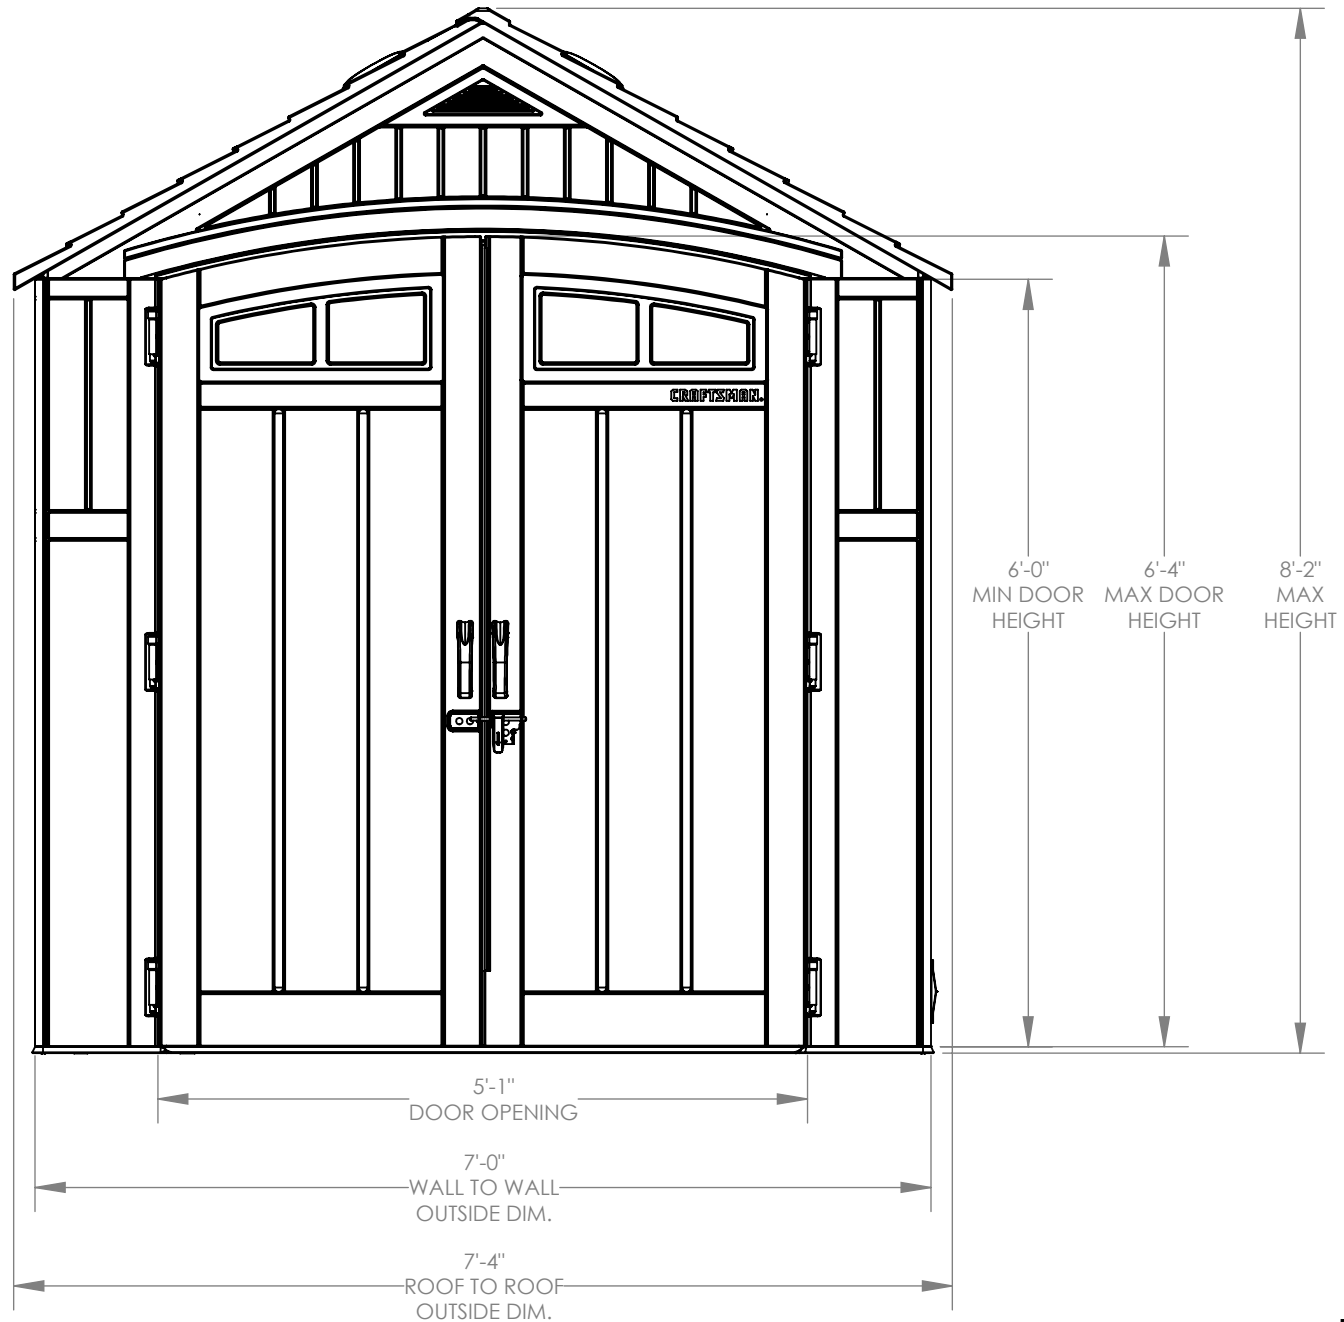 CRAFTSMAN.
6'-0"
MIN DOOR
HEIGHT
6'-4"
MAX DOOR
HEIGHT
8'-2"
MAX
HEIGHT
5'-1"
DOOR OPENING
7'-0"
WALL TO WALL
OUTSIDE DIM.
7'-4"
ROOF TO ROOF
OUTSIDE DIM.